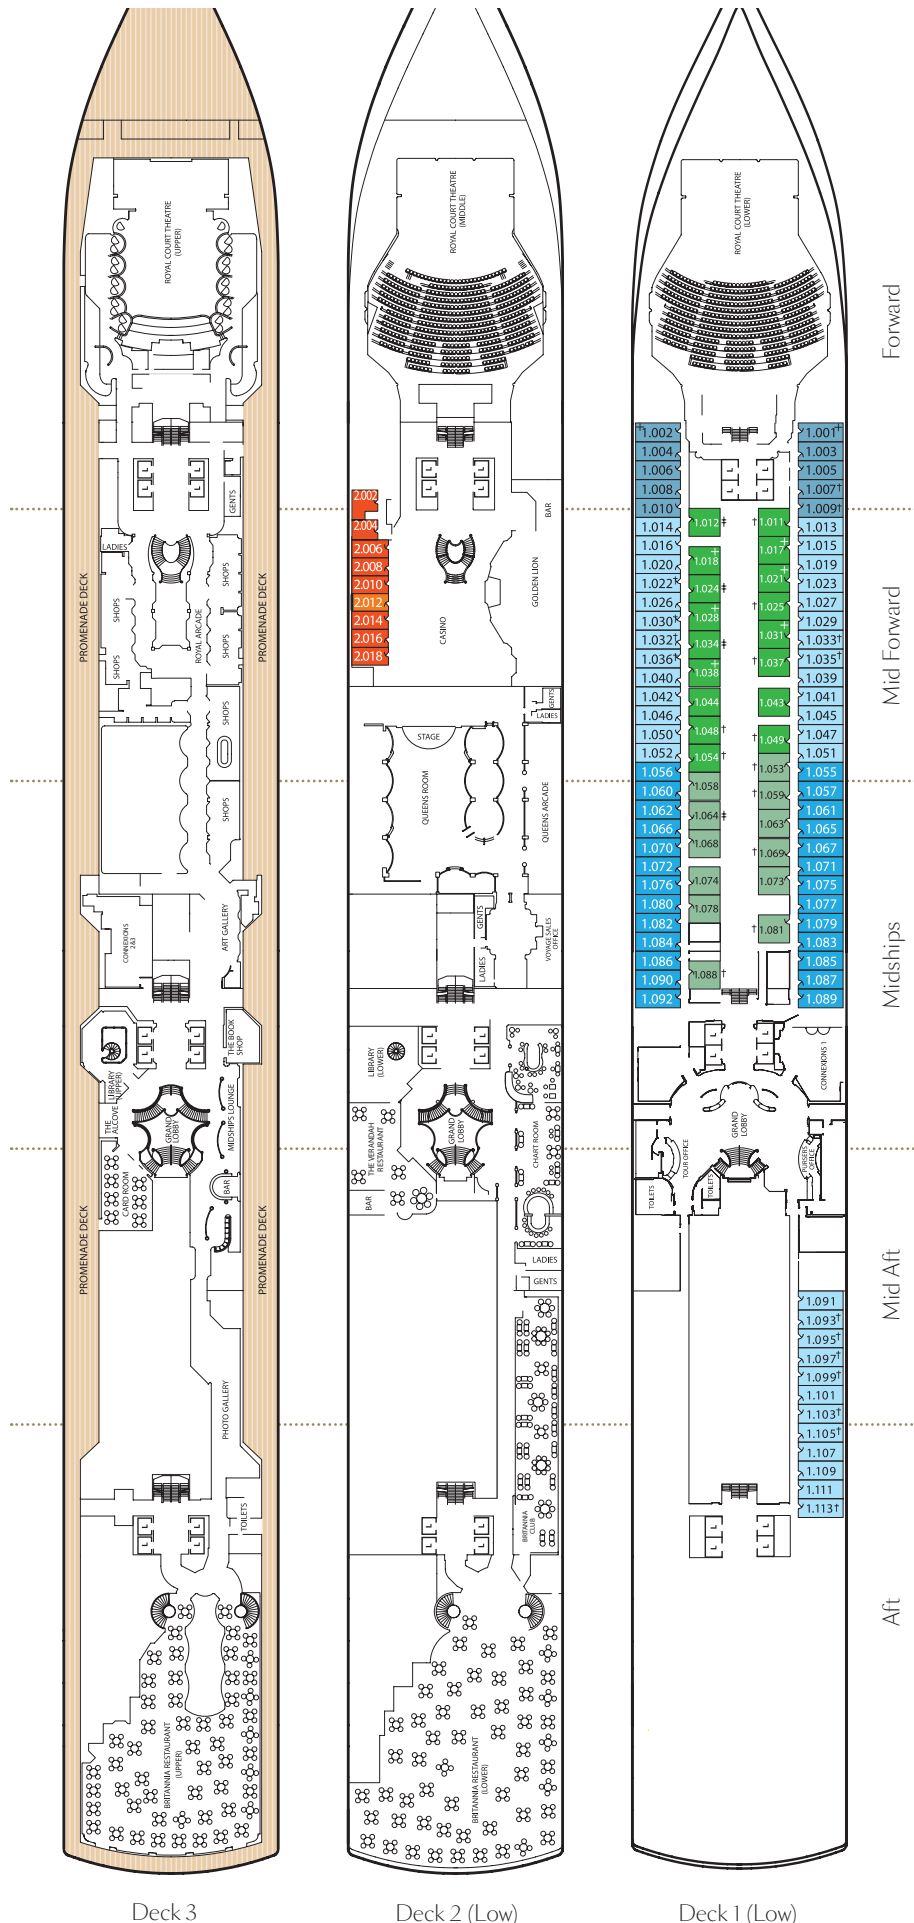 ROYAL COURT THEATRE
(UPPER)
GENTS
LADIES
SHOPS
SHOPS
SHOPS
ROYAL ARCADE
SHOPS
SHOPS
SHOPS
PROMENADE DECK
PROMENADE DECK
CONNEXIONS
2&3
ART GALLERY
THE BOOK
SHOP
LIBRARY
(UPPER)
THE
ALCOVE
GRAND
LOBBY
MIDSHIPS LOUNGE
CARD ROOM
BAR
PROMENADE DECK
PROMENADE DECK
PHOTO GALLERY
TOILETS
BRITANNIA RESTAURANT
(UPPER)
L
L
L
L
L
L
L
L
L
L
L
L
Deck 3
ROYAL COURT THEATRE
(MIDDLE)
2.002
2.004
2.006
2.008
2.010
2.012
2.014
2.016
2.018
BAR
GOLDEN LION
CASINO
GENTS
LADIES
STAGE
QUEENS ROOM
QUEENS ARCADE
GENTS
LADIES
VOYAGE SALES
OFFICE
LIBRARY
(LOWER)
THE VERANDAH
RESTAURANT
GRAND
LOBBY
CHART ROOM
BAR
LADIES
GENTS
BRITANNIA
CLUB
BRITANNIA RESTAURANT
(LOWER)
L
L
L
L
L
L
L
L
L
L
L
L
Deck 2 (Low)
ROYAL COURT THEATRE
(LOWER)
+1.002
1.004
1.006
1.008
1.010
1.014
1.016
1.020
1.022†
1.026
1.030†
1.032†
1.036†
1.040
1.042
1.046
1.050
1.052
1.056
1.060
1.062
1.066
1.070
1.072
1.076
1.080
1.082
1.084
1.086
1.090
1.092
1.012 ‡
1.018 +
1.024 ‡
1.028 +
1.034 ‡
1.038 +
1.044
1.048 †
1.054 †
1.058
1.064 ‡
1.068
1.074
1.078
1.088 †
† 1.011
1.017 +
1.021 +
† 1.025
1.031 +
† 1.037
1.043
† 1.049
† 1.053
† 1.059
1.063
† 1.069
1.073
† 1.081
1.001+
1.003
1.005
1.007†
1.009†
1.013
1.015
1.019
1.023
1.027
1.029
1.033†
1.035†
1.039
1.041
1.045
1.047
1.051
1.055
1.057
1.061
1.065
1.067
1.071
1.075
1.077
1.079
1.083
1.085
1.087
1.089
CONNEXIONS 1
GRAND
LOBBY
TOUR OFFICE
PURSER'S
OFFICE
TOILETS
TOILETS
1.091
1.093†
1.095†
1.097†
1.099†
1.101
1.103†
1.105†
1.107
1.109
1.111
1.113†
L
L
L
L
L
L
L
L
L
L
L
L
Deck 1 (Low)
Forward
Mid Forward
Midships
Mid Aft
Aft